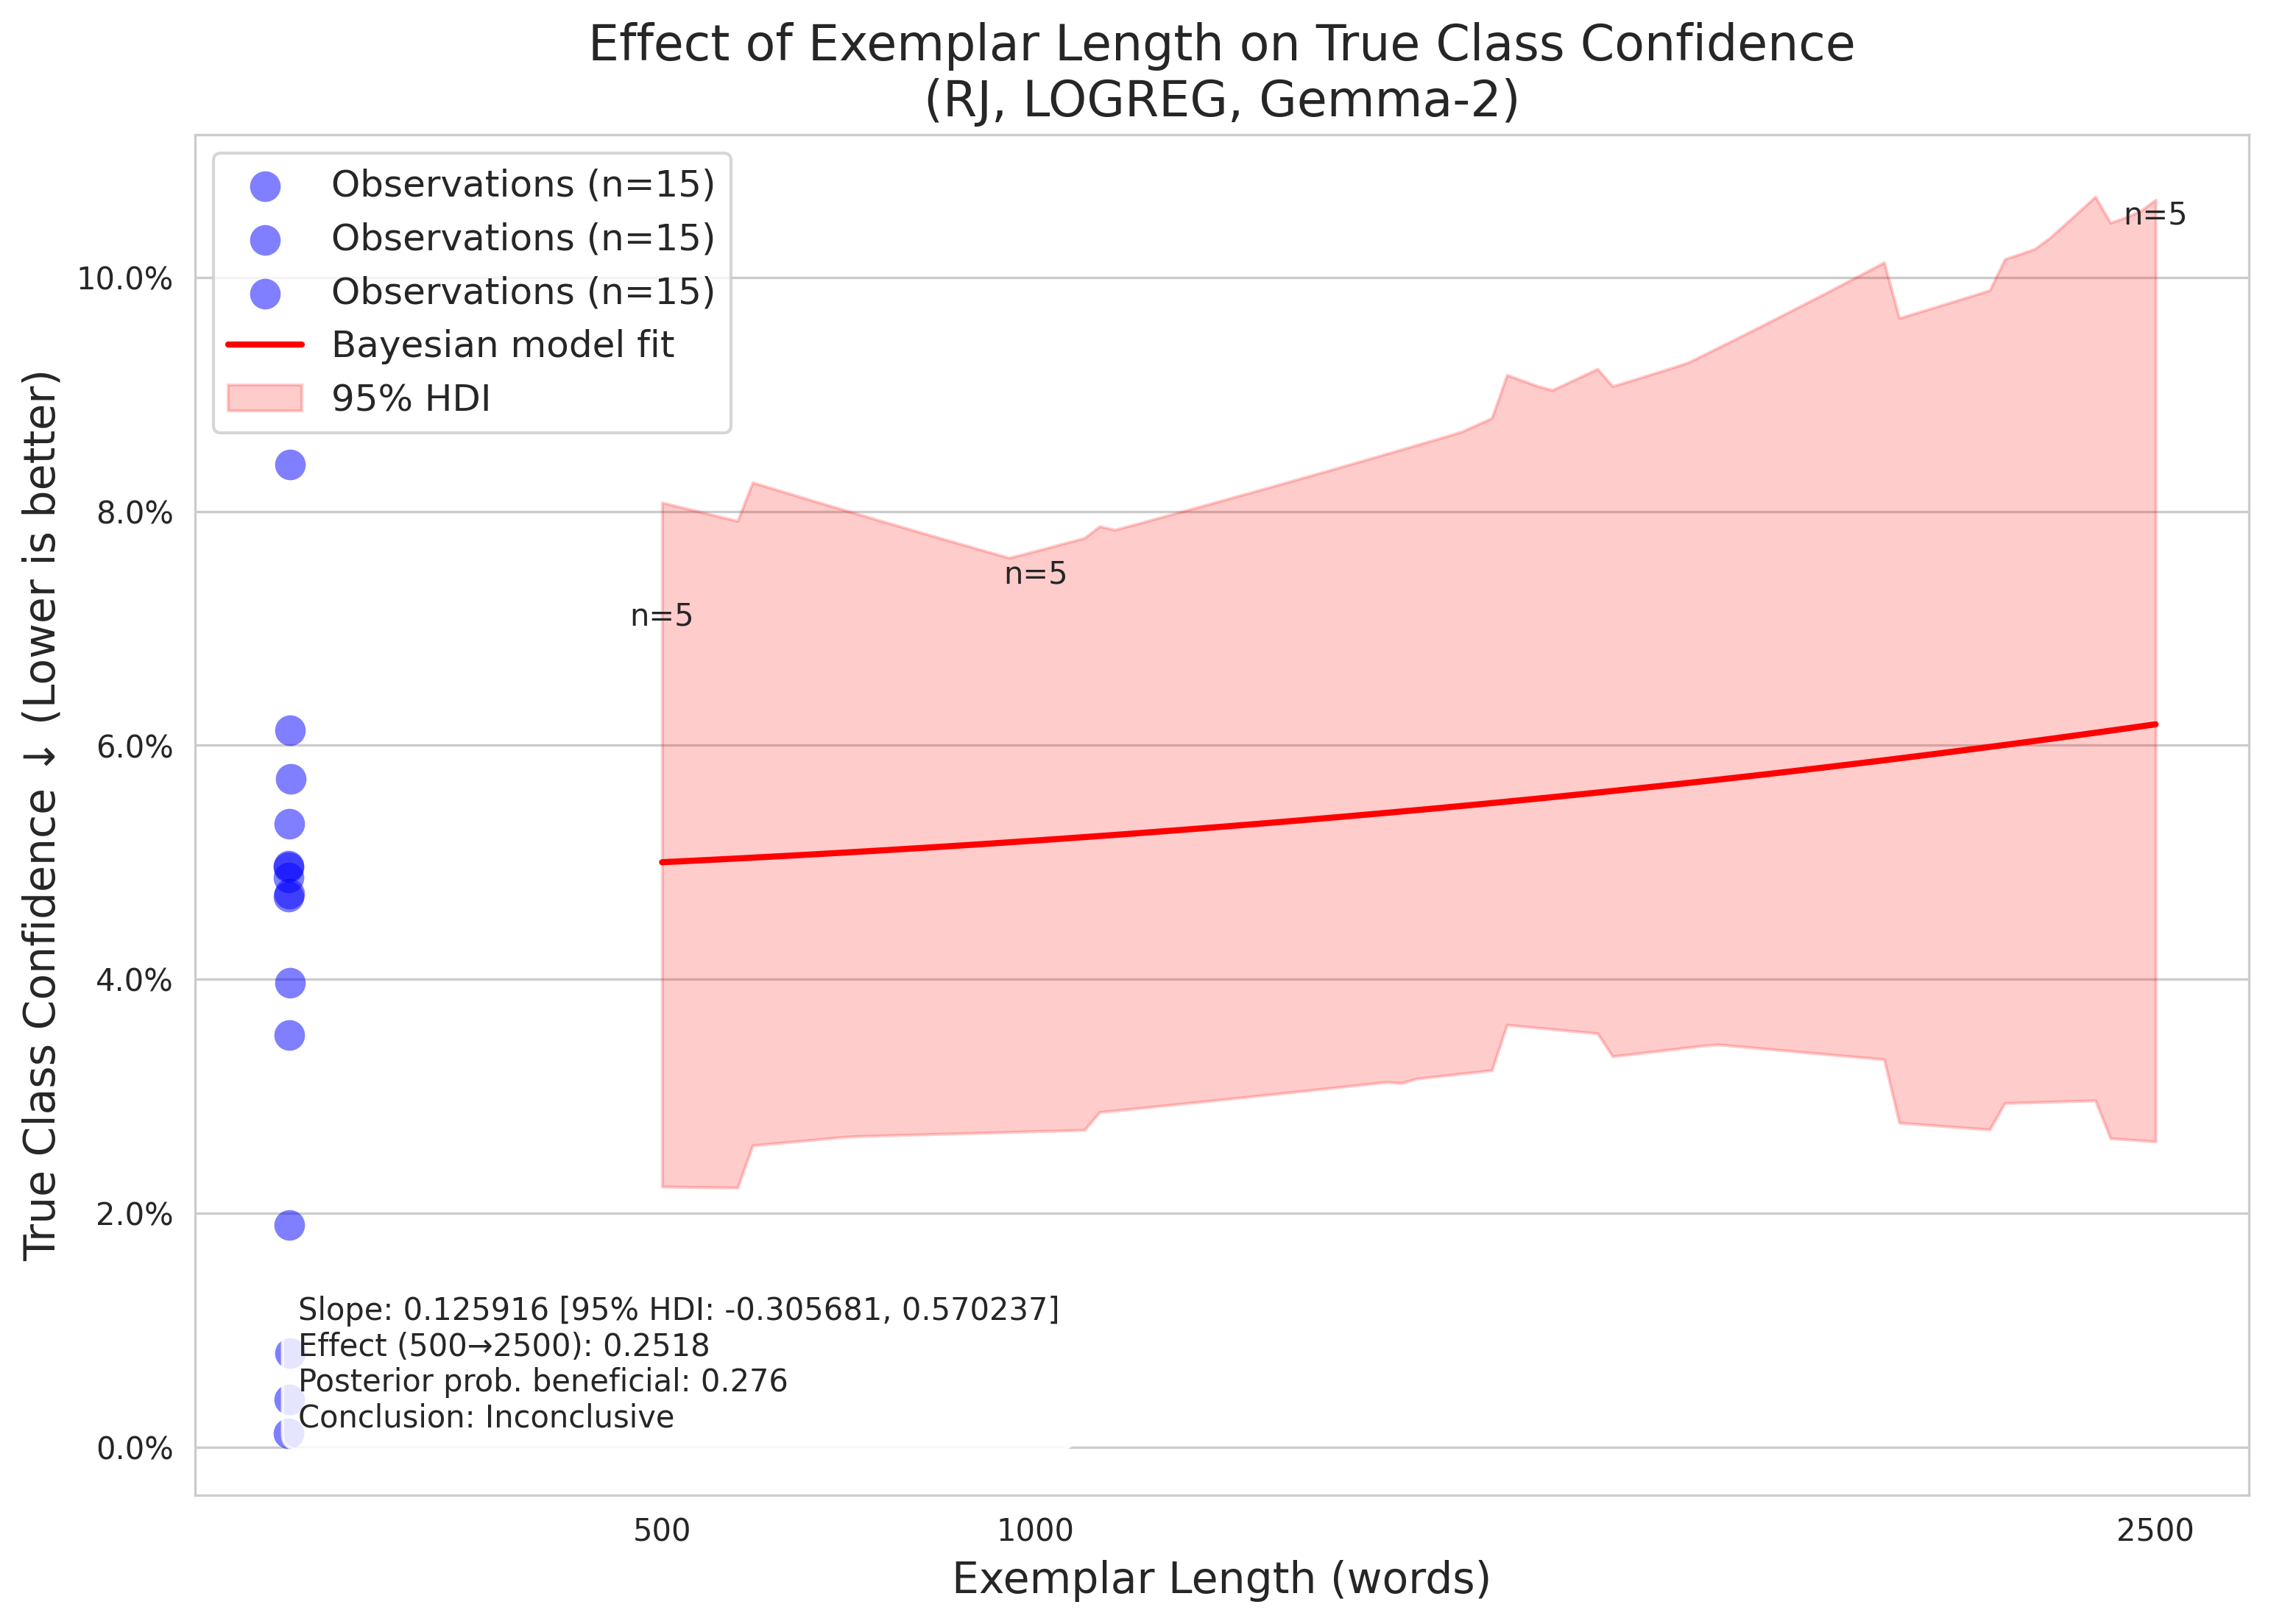 Effect of Exemplar Length on True Class Confidence
(RJ, LOGREG, Gemma-2)
Observations (n=15)
Observations (n=15)
Observations (n=15)
Bayesian model fit
95% HDI
n=5
n=5
n=5
10.0%
8.0%
6.0%
4.0%
2.0%
0.0%
True Class Confidence ↓ (Lower is better)
Slope: 0.125916 [95% HDI: -0.305681, 0.570237]
Effect (500→2500): 0.2518
Posterior prob. beneficial: 0.276
Conclusion: Inconclusive
500
1000
2500
Exemplar Length (words)